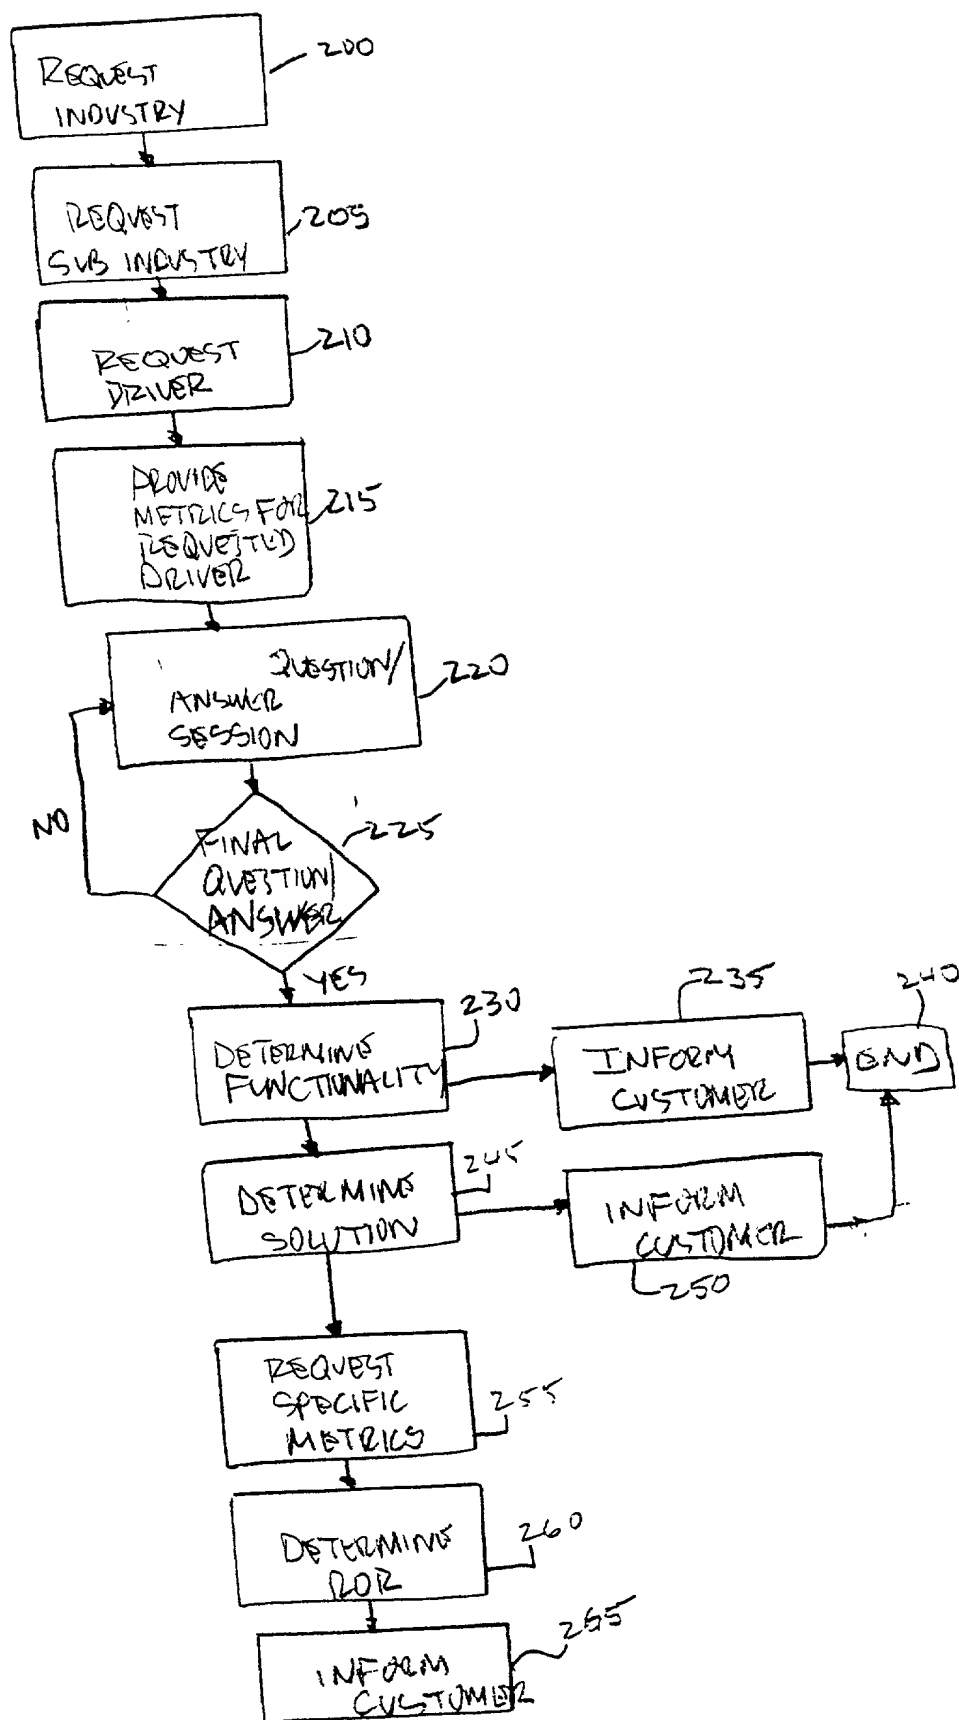 REQUEST
INDUSTRY
200
REQUEST
SUB INDUSTRY
205
REQUEST
DRIVER
210
PROVIDE
METRICS FOR
REQUESTED
DRIVER
215
QUESTION/
ANSWER
SESSION
220
NO
FINAL
QUESTION/
ANSWER
225
YES
DETERMINE
FUNCTIONALITY
230
INFORM
CUSTOMER
235
END
240
DETERMINE
SOLUTION
245
INFORM
CUSTOMER
250
REQUEST
SPECIFIC
METRICS
255
DETERMINE
ROR
260
INFORM
CUSTOMER
265